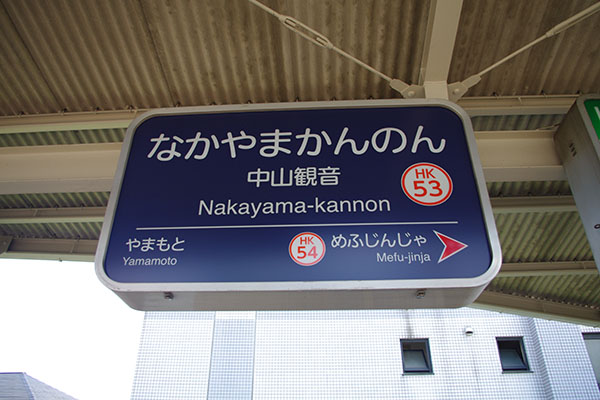 なかやまかんのん
中山観音
HK
53
Nakayama-kannon
やまもと
Yamamoto
HK
54
めふじんじゃ
Mefu-jinja